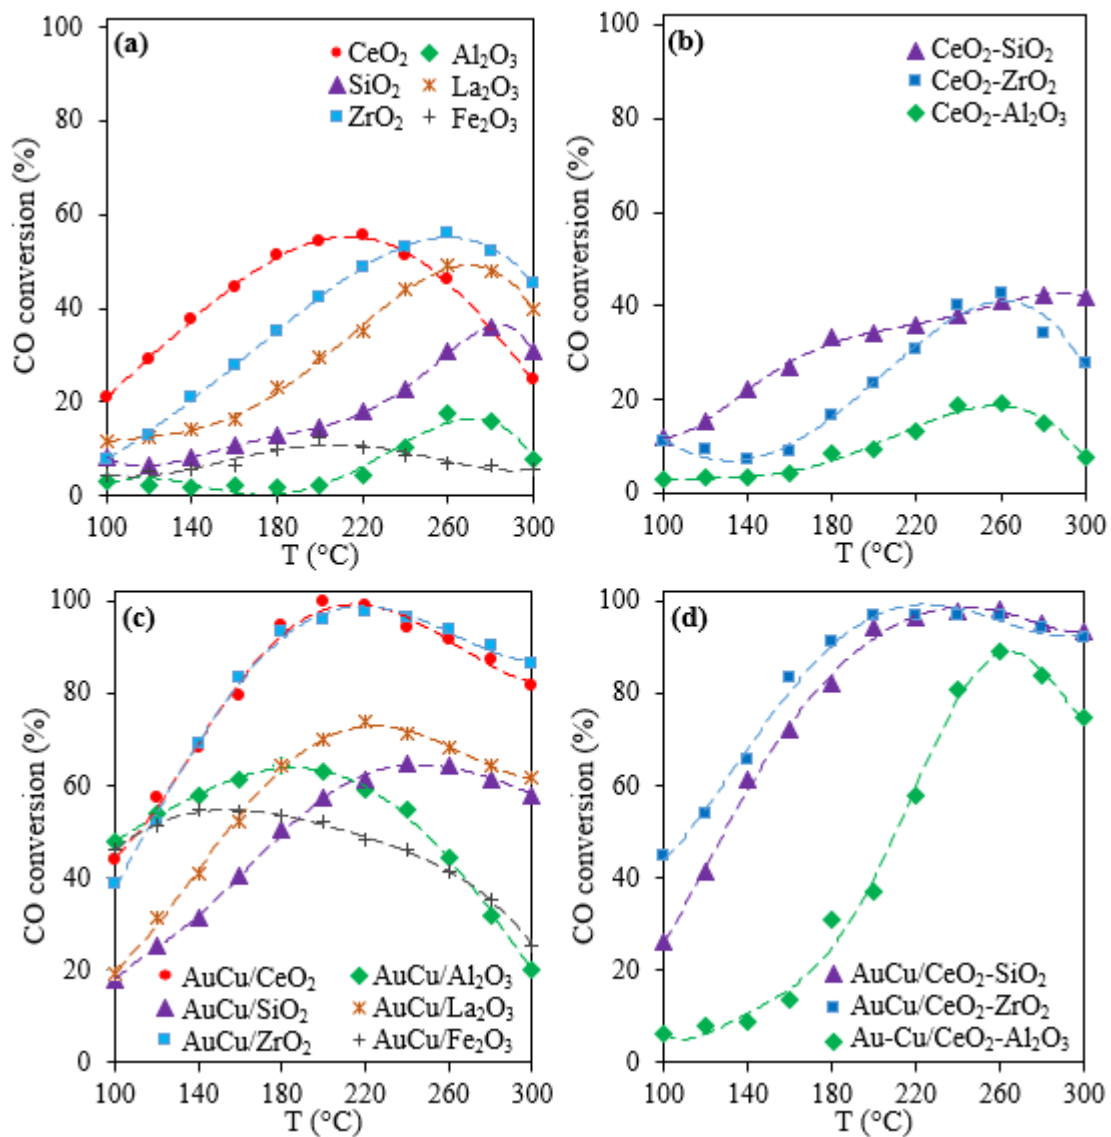 (a)
CeO₂ Al₂O₃
SiO₂ La₂O₃
ZrO₂ Fe₂O₃
CO conversion (%)
100
80
60
40
20
0
100 140 180 220 260 300
T (°C)
(b)
CeO₂-SiO₂
CeO₂-ZrO₂
CeO₂-Al₂O₃
CO conversion (%)
100
80
60
40
20
0
100 140 180 220 260 300
T (°C)
(c)
CO conversion (%)
100
80
60
40
20
0
AuCu/CeO₂ AuCu/Al₂O₃
AuCu/SiO₂ AuCu/La₂O₃
AuCu/ZrO₂ AuCu/Fe₂O₃
100 140 180 220 260 300
T (°C)
(d)
CO conversion (%)
100
80
60
40
20
0
AuCu/CeO₂-SiO₂
AuCu/CeO₂-ZrO₂
Au-Cu/CeO₂-Al₂O₃
100 140 180 220 260 300
T (°C)